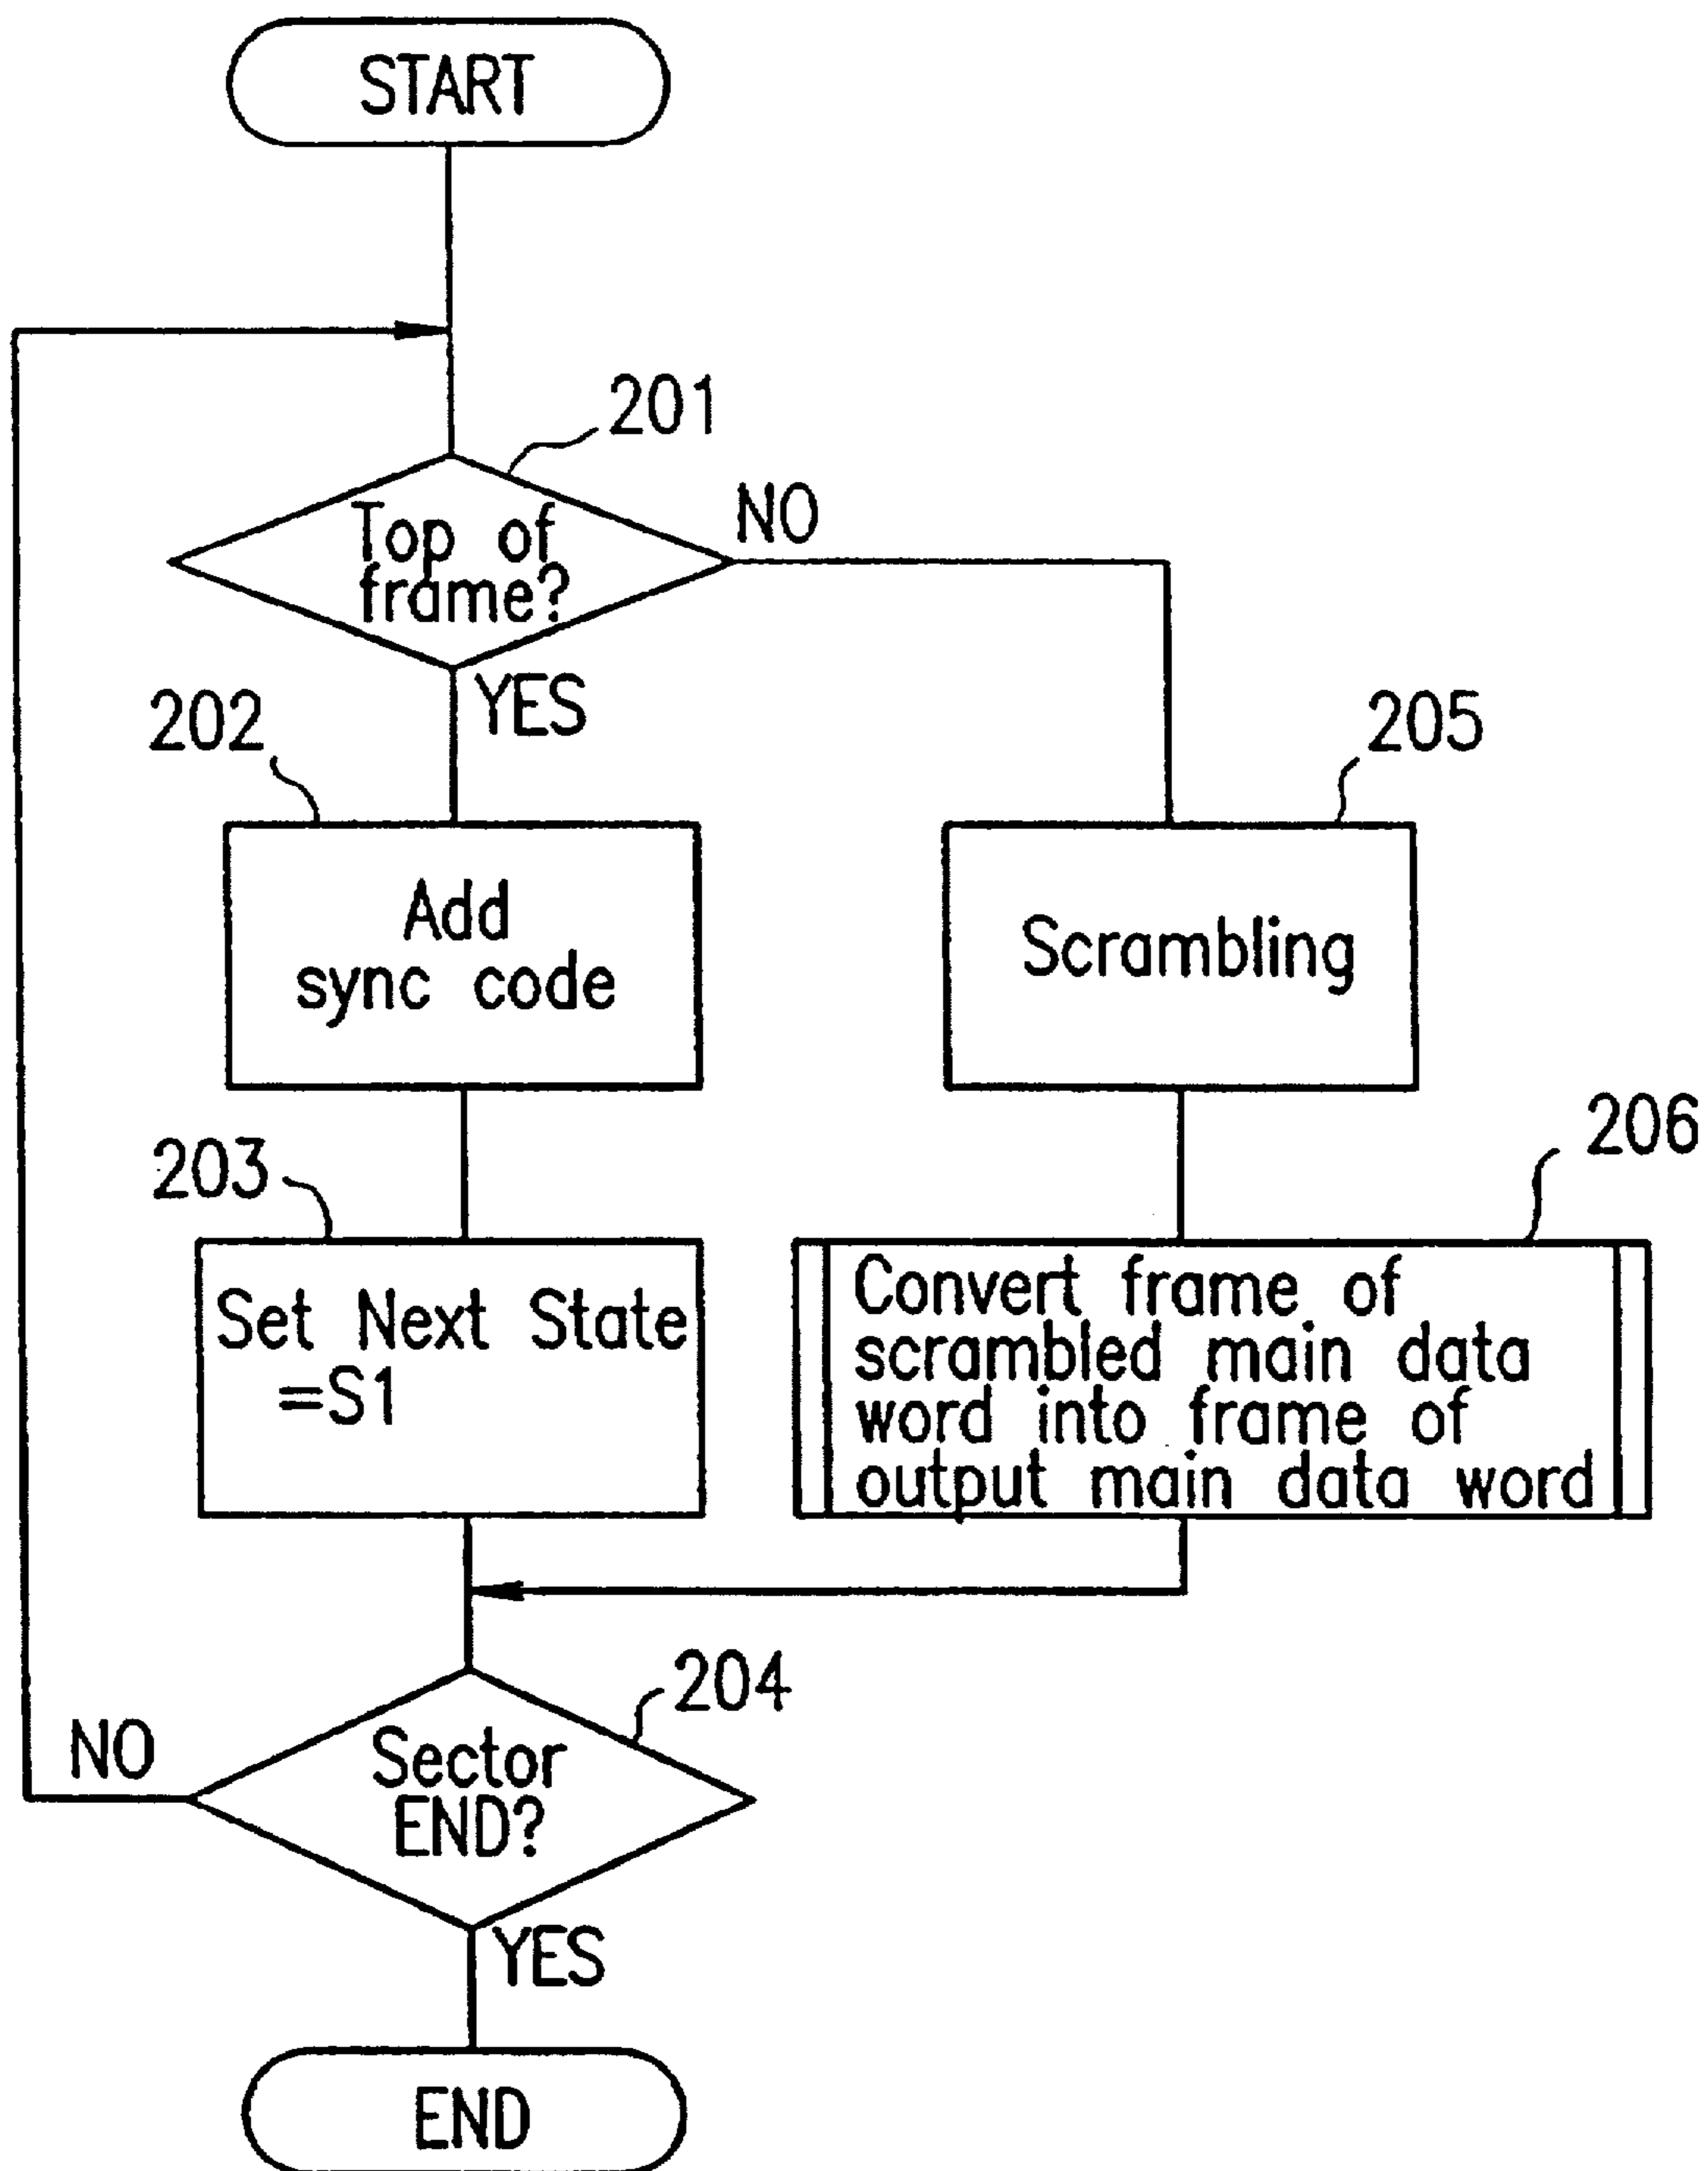 START
201
Top of
frame?
NO
YES
202
205
Add
sync code
Scrambling
203
206
Set Next State
=S1
Convert frame of
scrambled main data
word into frame of
output main data word
204
Sector
END?
NO
YES
END